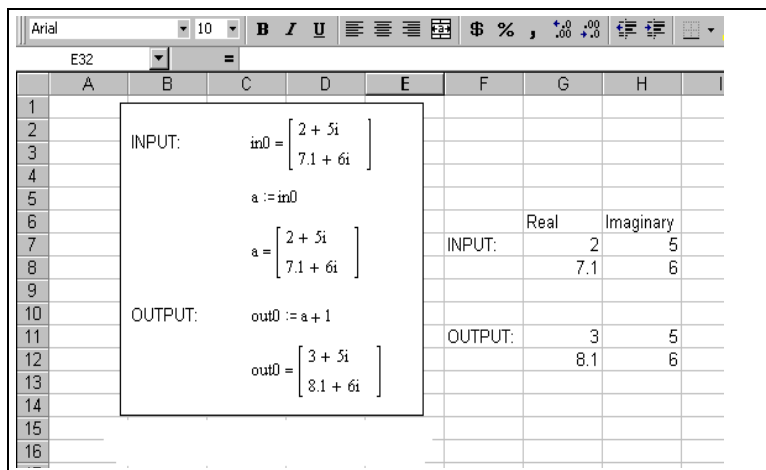 Arial 10 B I U $ % , .00 .00
E32 =
A B C D E F G H I
1
2 INPUT: in0 = [ 2 + 5i
3 7.1 + 6i ]
4
5 a := in0
6 Real Imaginary
7 a = [ 2 + 5i INPUT: 2 5
8 7.1 + 6i ] 7.1 6
9
10 OUTPUT: out0 := a + 1
11 OUTPUT: 3 5
12 out0 = [ 3 + 5i 8.1 6
13 8.1 + 6i ]
14
15
16